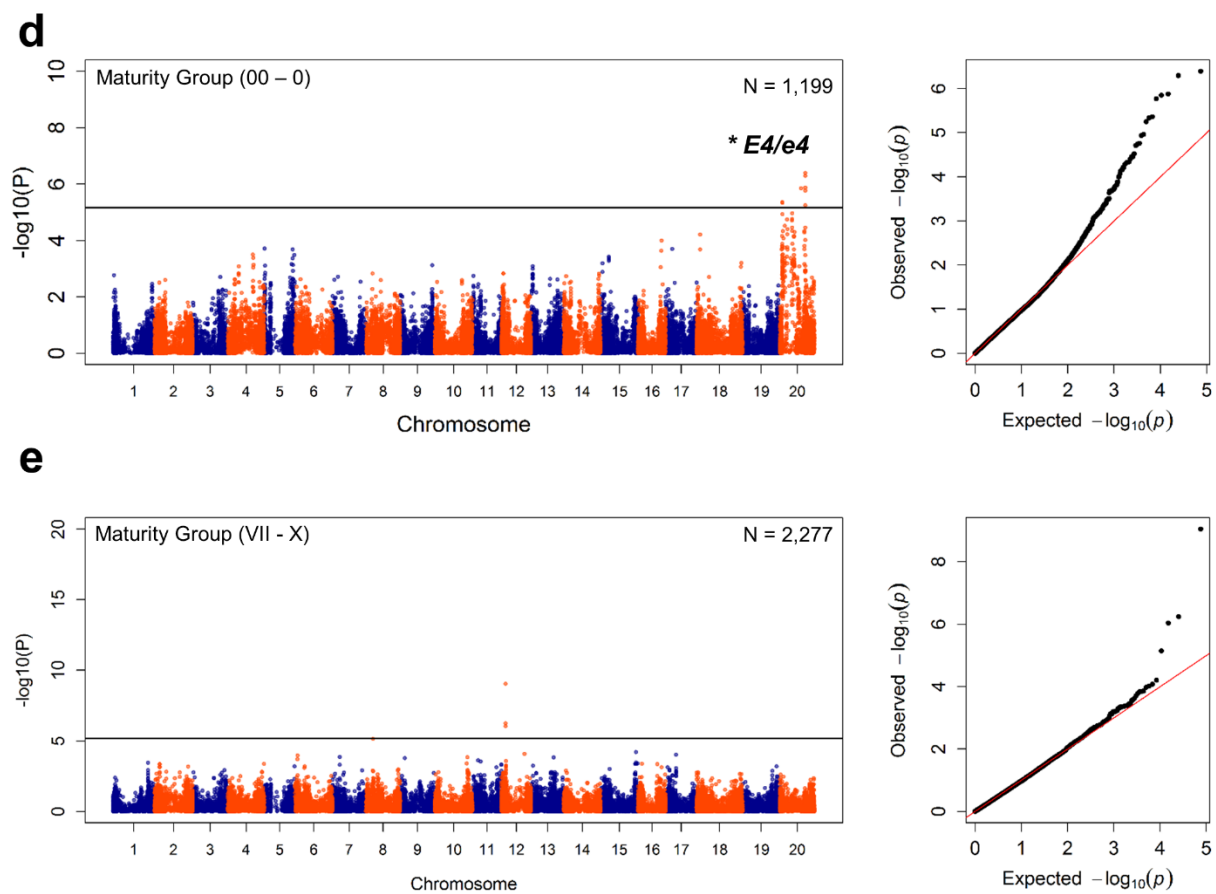 d
Maturity Group (00 – 0)
N = 1,199
* E4/e4
-log10(P)
10
8
6
4
2
0
1 2 3 4 5 6 7 8 9 10 11 12 13 14 15 16 17 18 19 20
Chromosome
Observed −log10(p)
6
5
4
3
2
1
0
0 1 2 3 4 5
Expected −log10(p)
e
Maturity Group (VII - X)
N = 2,277
-log10(P)
20
15
10
5
0
1 2 3 4 5 6 7 8 9 10 11 12 13 14 15 16 17 18 19 20
Chromosome
Observed −log10(p)
8
6
4
2
0
0 1 2 3 4 5
Expected −log10(p)